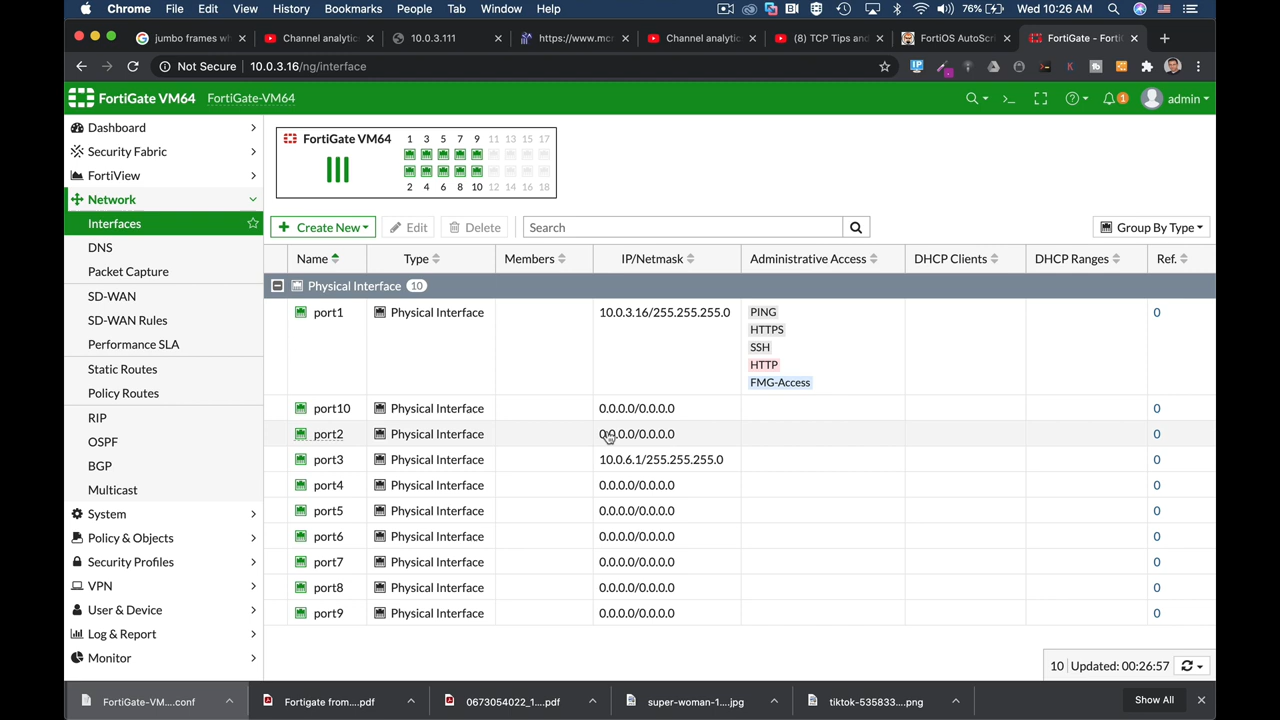 Chrome File Edit View History Bookmarks People Tab Window Help 76% Wed 10:26 AM
jumbo frames wh Channel analytic 10.0.3.111 https://www.mcr Channel analytic (8) TCP Tips and FortiOS AutoScri FortiGate - Forti
Not Secure 10.0.3.16/ng/interface
FortiGate VM64 FortiGate-VM64 1 admin
Dashboard
Security Fabric
FortiView
Network
Interfaces
DNS
Packet Capture
SD-WAN
SD-WAN Rules
Performance SLA
Static Routes
Policy Routes
RIP
OSPF
BGP
Multicast
System
Policy & Objects
Security Profiles
VPN
User & Device
Log & Report
Monitor
FortiGate VM64 1 3 5 7 9 11 13 15 17
2 4 6 8 10 12 14 16 18
Create New Edit Delete Search Group By Type
Name Type Members IP/Netmask Administrative Access DHCP Clients DHCP Ranges Ref.
Physical Interface 10
port1 Physical Interface 10.0.3.16/255.255.255.0 PING 0
HTTPS
SSH
HTTP
FMG-Access
port10 Physical Interface 0.0.0.0/0.0.0.0 0
port2 Physical Interface 0.0.0.0/0.0.0.0 0
port3 Physical Interface 10.0.6.1/255.255.255.0 0
port4 Physical Interface 0.0.0.0/0.0.0.0 0
port5 Physical Interface 0.0.0.0/0.0.0.0 0
port6 Physical Interface 0.0.0.0/0.0.0.0 0
port7 Physical Interface 0.0.0.0/0.0.0.0 0
port8 Physical Interface 0.0.0.0/0.0.0.0 0
port9 Physical Interface 0.0.0.0/0.0.0.0 0
10 Updated: 00:26:57
FortiGate-VM....conf Fortigate from....pdf 0673054022_1....pdf super-woman-1...jpg tiktok-535833....png Show All